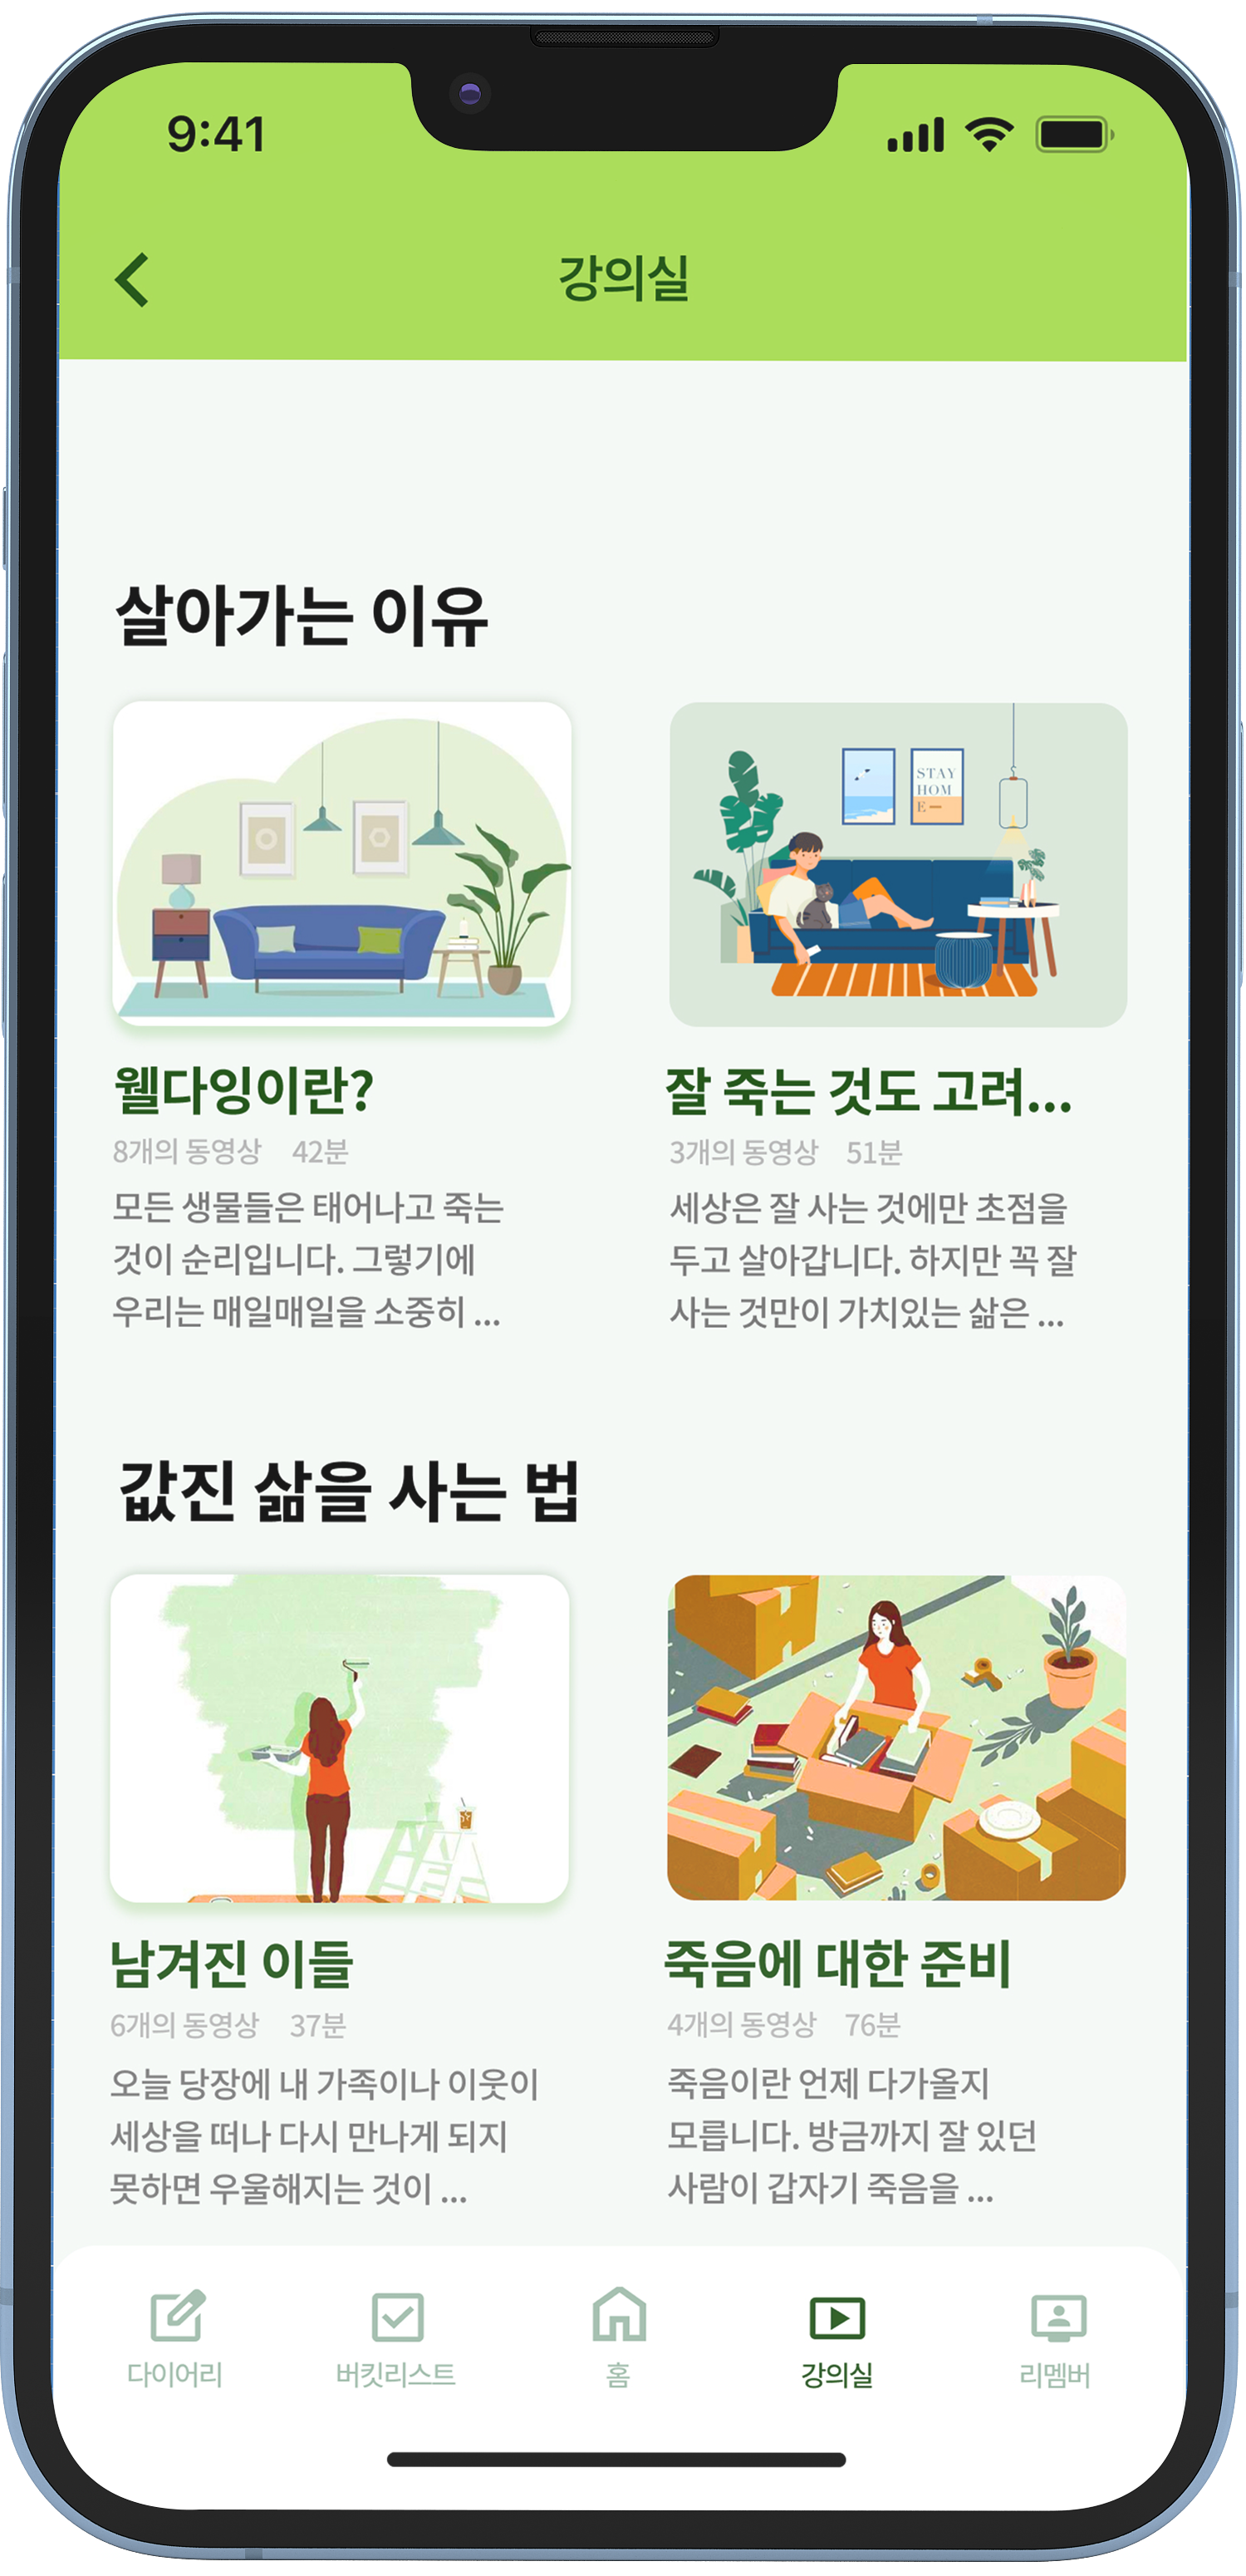 9:41
강의실
살아가는 이유
STAY
HOM
E
웰다잉이란?
8개의 동영상 42분
모든 생물들은 태어나고 죽는
것이 순리입니다. 그렇기에
우리는 매일매일을 소중히 ...
잘 죽는 것도 고려...
3개의 동영상 51분
세상은 잘 사는 것에만 초점을
두고 살아갑니다. 하지만 꼭 잘
사는 것만이 가치있는 삶은 ...
값진 삶을 사는 법
남겨진 이들
6개의 동영상 37분
오늘 당장에 내 가족이나 이웃이
세상을 떠나 다시 만나게 되지
못하면 우울해지는 것이 ...
죽음에 대한 준비
4개의 동영상 76분
죽음이란 언제 다가올지
모릅니다. 방금까지 잘 있던
사람이 갑자기 죽음을 ...
다이어리
버킷리스트
홈
강의실
리멤버